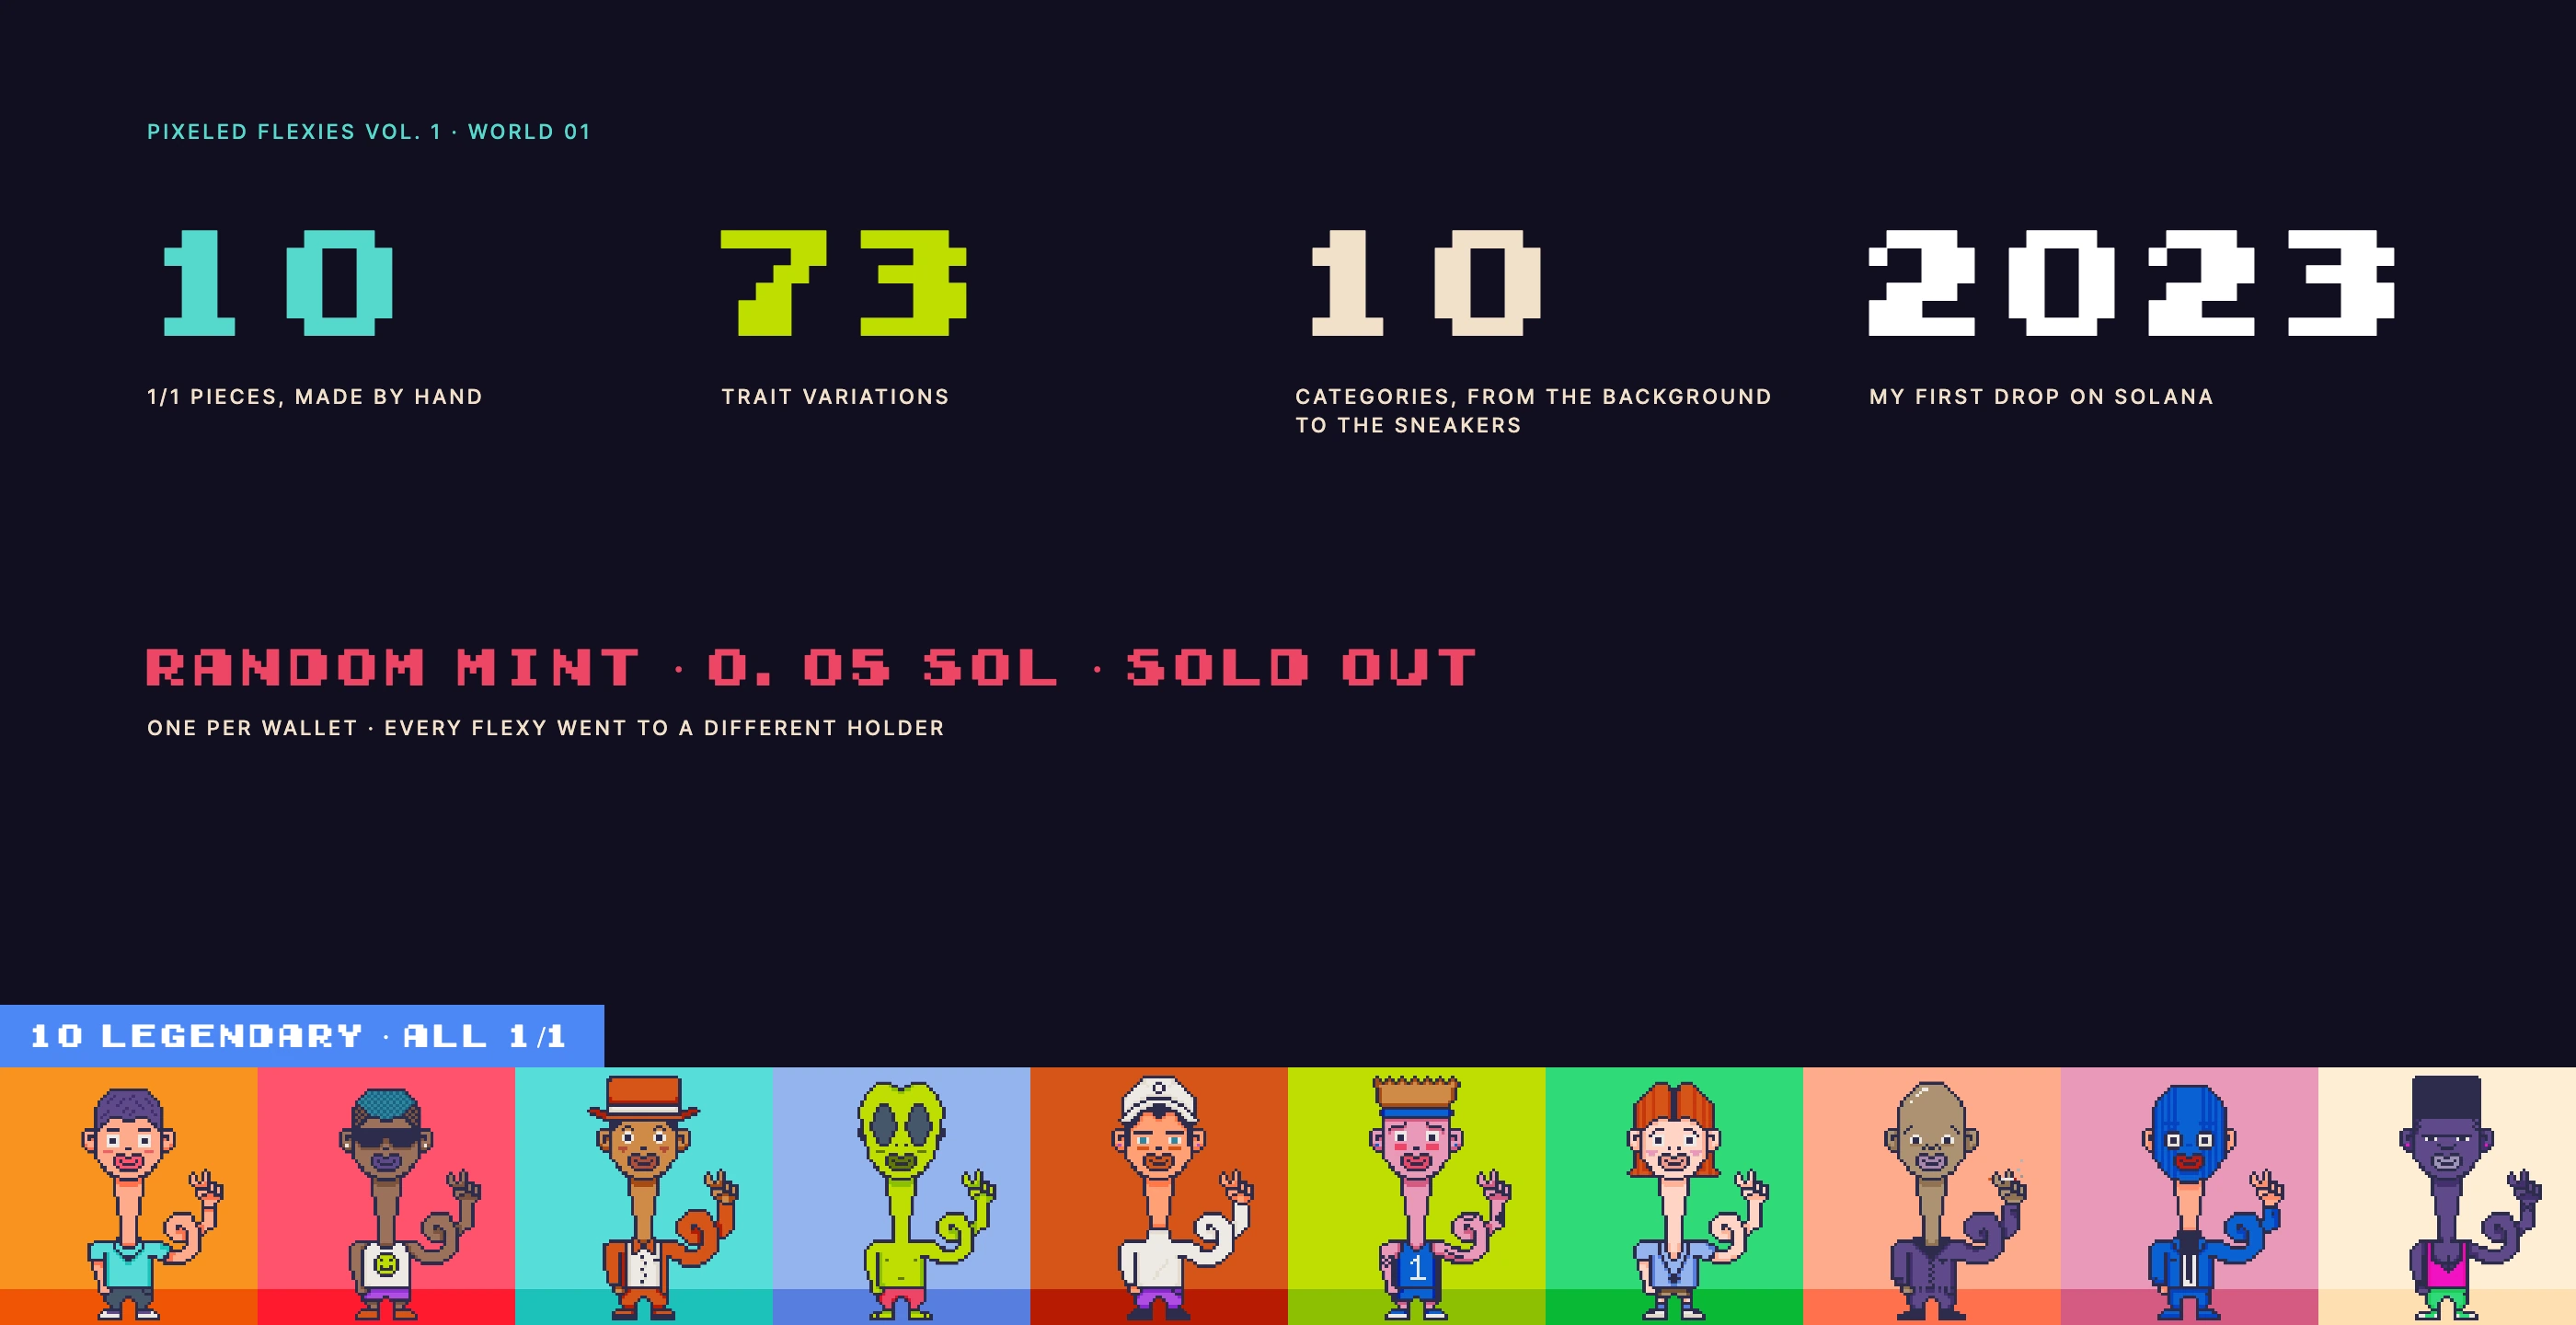 PIXELED FLEXIES VOL. 1 · WORLD 01
10
1/1 PIECES, MADE BY HAND
73
TRAIT VARIATIONS
10
CATEGORIES, FROM THE BACKGROUND
TO THE SNEAKERS
2023
MY FIRST DROP ON SOLANA
RANDOM MINT · 0.05 SOL · SOLD OUT
ONE PER WALLET · EVERY FLEXY WENT TO A DIFFERENT HOLDER
10 LEGENDARY · ALL 1/1
1